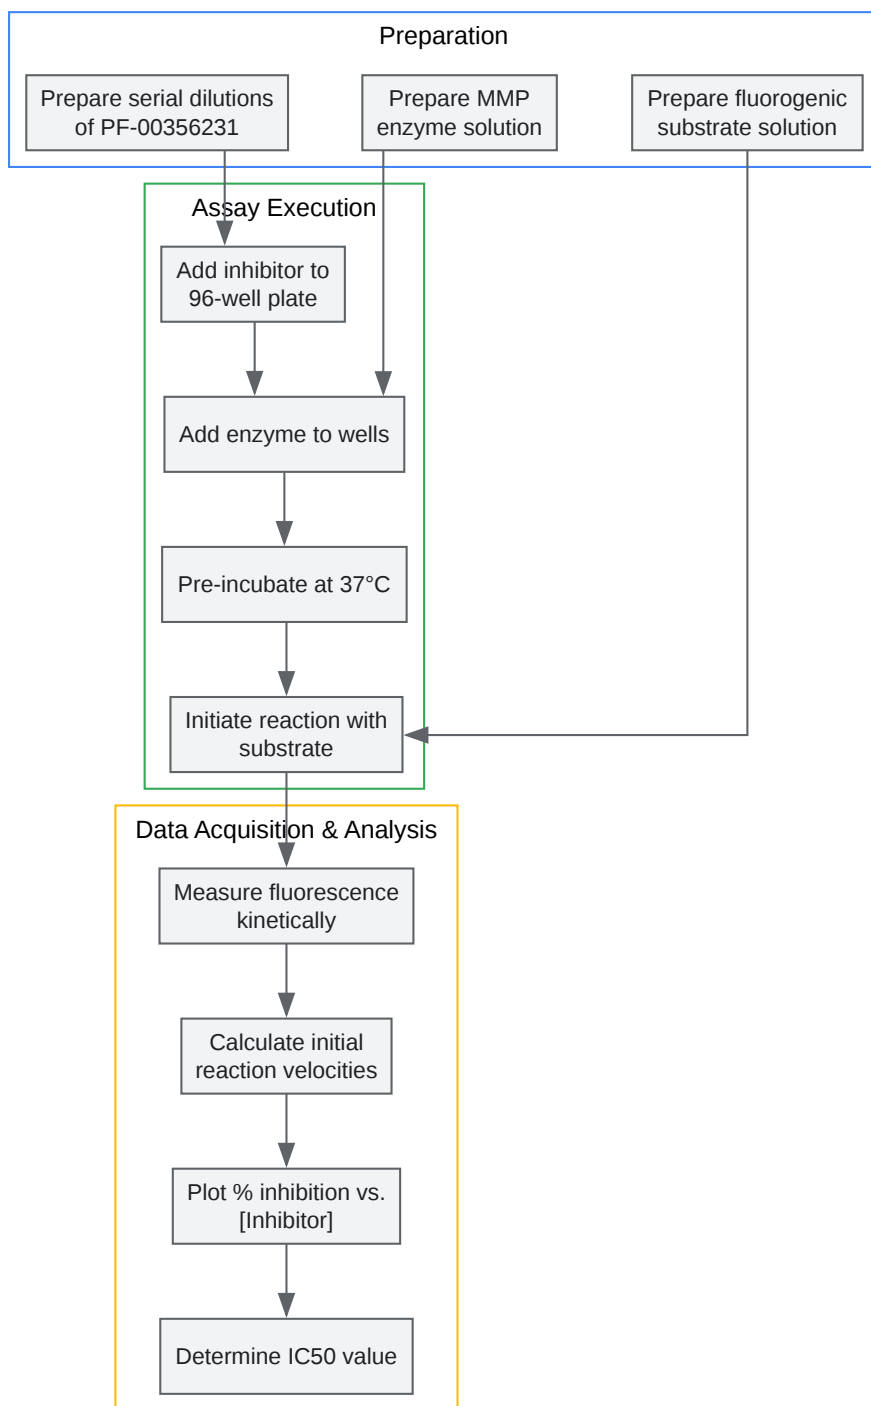 Preparation
Prepare serial dilutions
of PF-00356231
Prepare MMP
enzyme solution
Prepare fluorogenic
substrate solution
Assay Execution
Add inhibitor to
96-well plate
Add enzyme to wells
Pre-incubate at 37°C
Initiate reaction with
substrate
Data Acquisition & Analysis
Measure fluorescence
kinetically
Calculate initial
reaction velocities
Plot % inhibition vs.
[Inhibitor]
Determine IC50 value